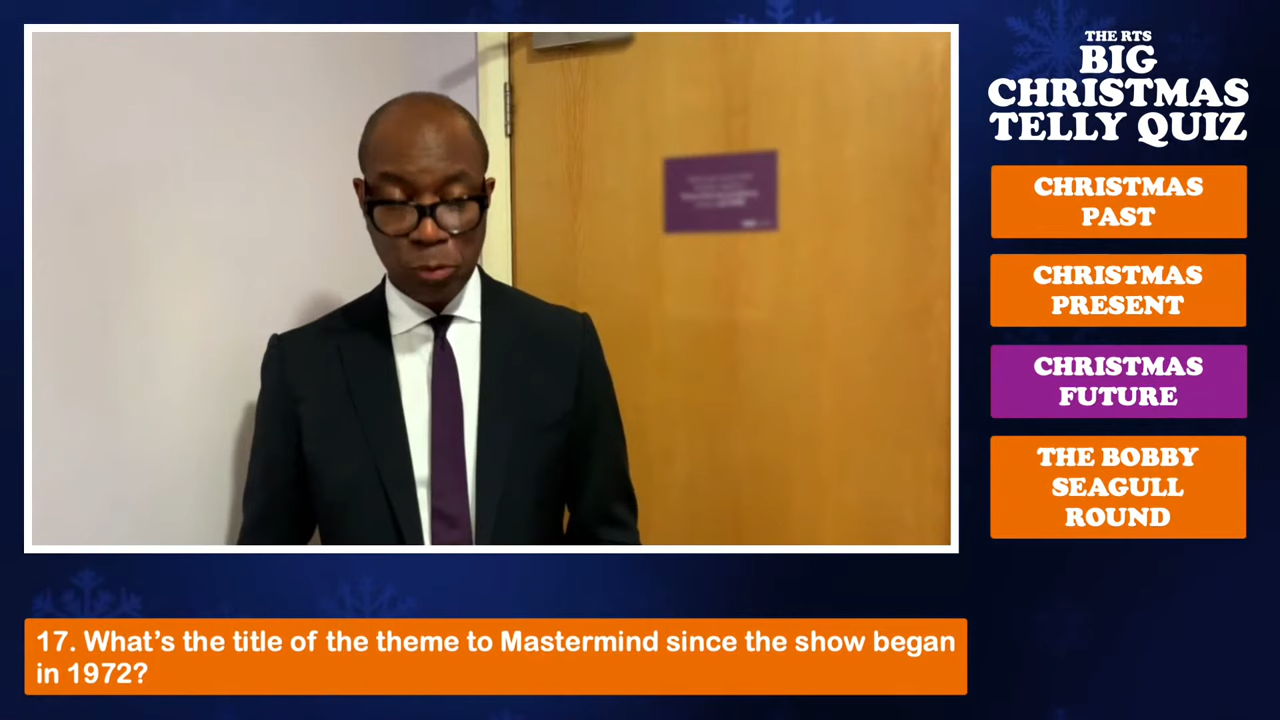 THE RTS
BIG
CHRISTMAS
TELLY QUIZ
CHRISTMAS
PAST
CHRISTMAS
PRESENT
CHRISTMAS
FUTURE
THE BOBBY
SEAGULL
ROUND
17. What's the title of the theme to Mastermind since the show began
in 1972?